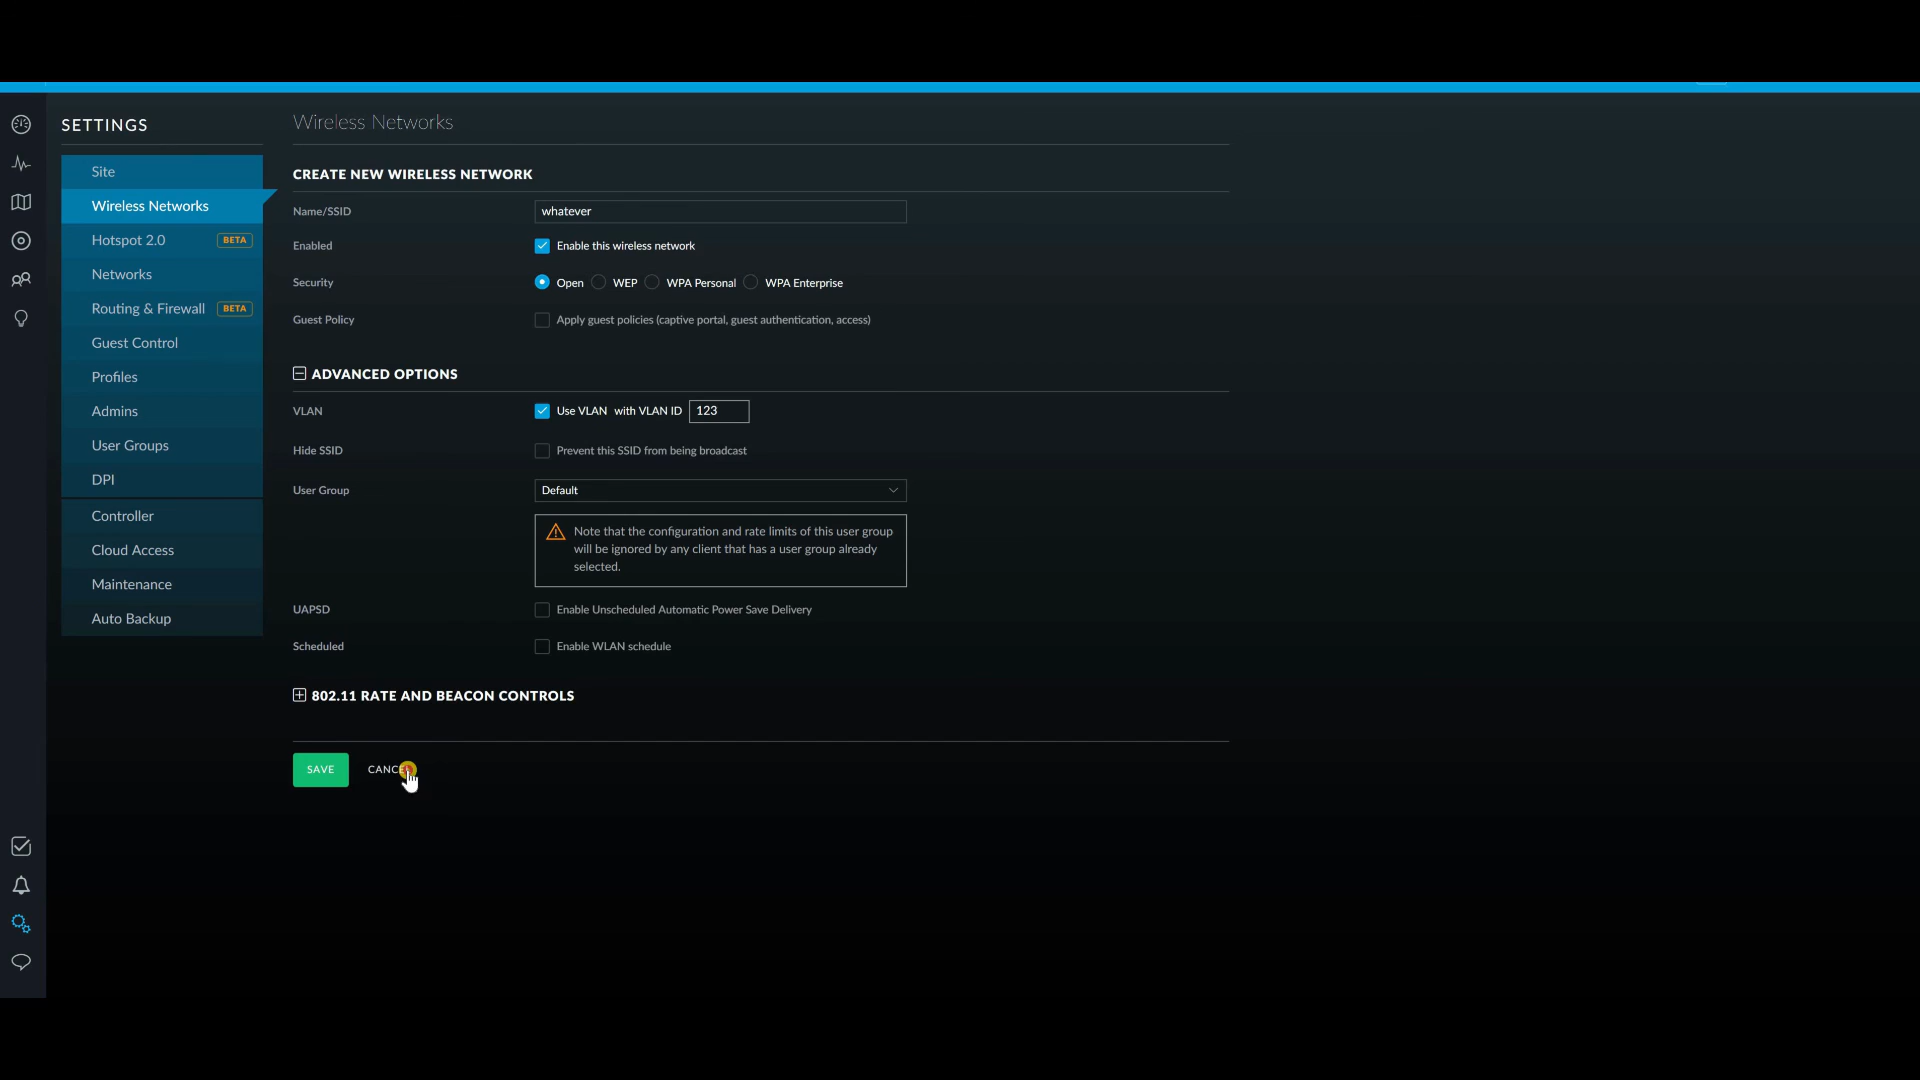 SETTINGS
Site
Wireless Networks
Hotspot 2.0 BETA
Networks
Routing & Firewall BETA
Guest Control
Profiles
Admins
User Groups
DPI
Controller
Cloud Access
Maintenance
Auto Backup
Wireless Networks
CREATE NEW WIRELESS NETWORK
Name/SSID whatever
Enabled Enable this wireless network
Security Open WEP WPA Personal WPA Enterprise
Guest Policy Apply guest policies (captive portal, guest authentication, access)
ADVANCED OPTIONS
VLAN Use VLAN with VLAN ID 123
Hide SSID Prevent this SSID from being broadcast
User Group Default
Note that the configuration and rate limits of this user group
will be ignored by any client that has a user group already
selected.
UAPSD Enable Unscheduled Automatic Power Save Delivery
Scheduled Enable WLAN schedule
802.11 RATE AND BEACON CONTROLS
SAVE CANCEL